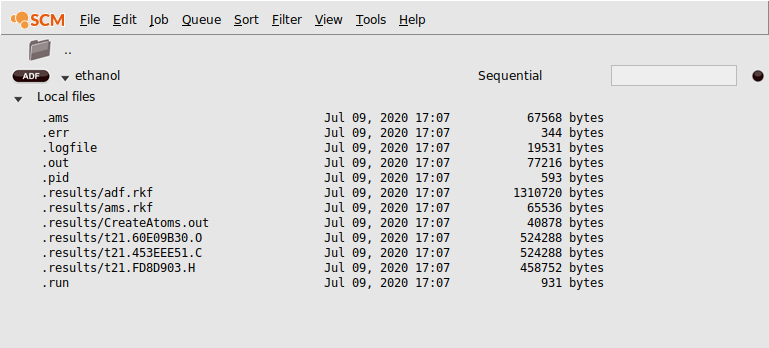 SCM File Edit Job Queue Sort Filter View Tools Help
..
ADF ethanol Sequential
Local files
.ams Jul 09, 2020 17:07 67568 bytes
.err Jul 09, 2020 17:07 344 bytes
.logfile Jul 09, 2020 17:07 19531 bytes
.out Jul 09, 2020 17:07 77216 bytes
.pid Jul 09, 2020 17:07 593 bytes
.results/adf.rkf Jul 09, 2020 17:07 1310720 bytes
.results/ams.rkf Jul 09, 2020 17:07 65536 bytes
.results/CreateAtoms.out Jul 09, 2020 17:07 40878 bytes
.results/t21.60E09B30.O Jul 09, 2020 17:07 524288 bytes
.results/t21.453EEE51.C Jul 09, 2020 17:07 524288 bytes
.results/t21.FD8D903.H Jul 09, 2020 17:07 458752 bytes
.run Jul 09, 2020 17:07 931 bytes